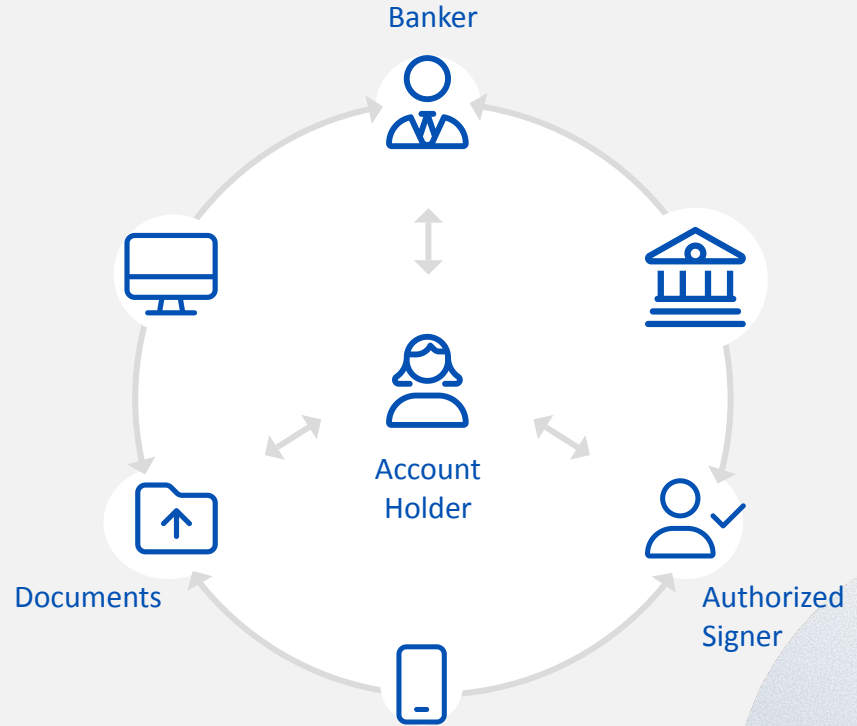 Banker
Account
Holder
Documents
Authorized
Signer